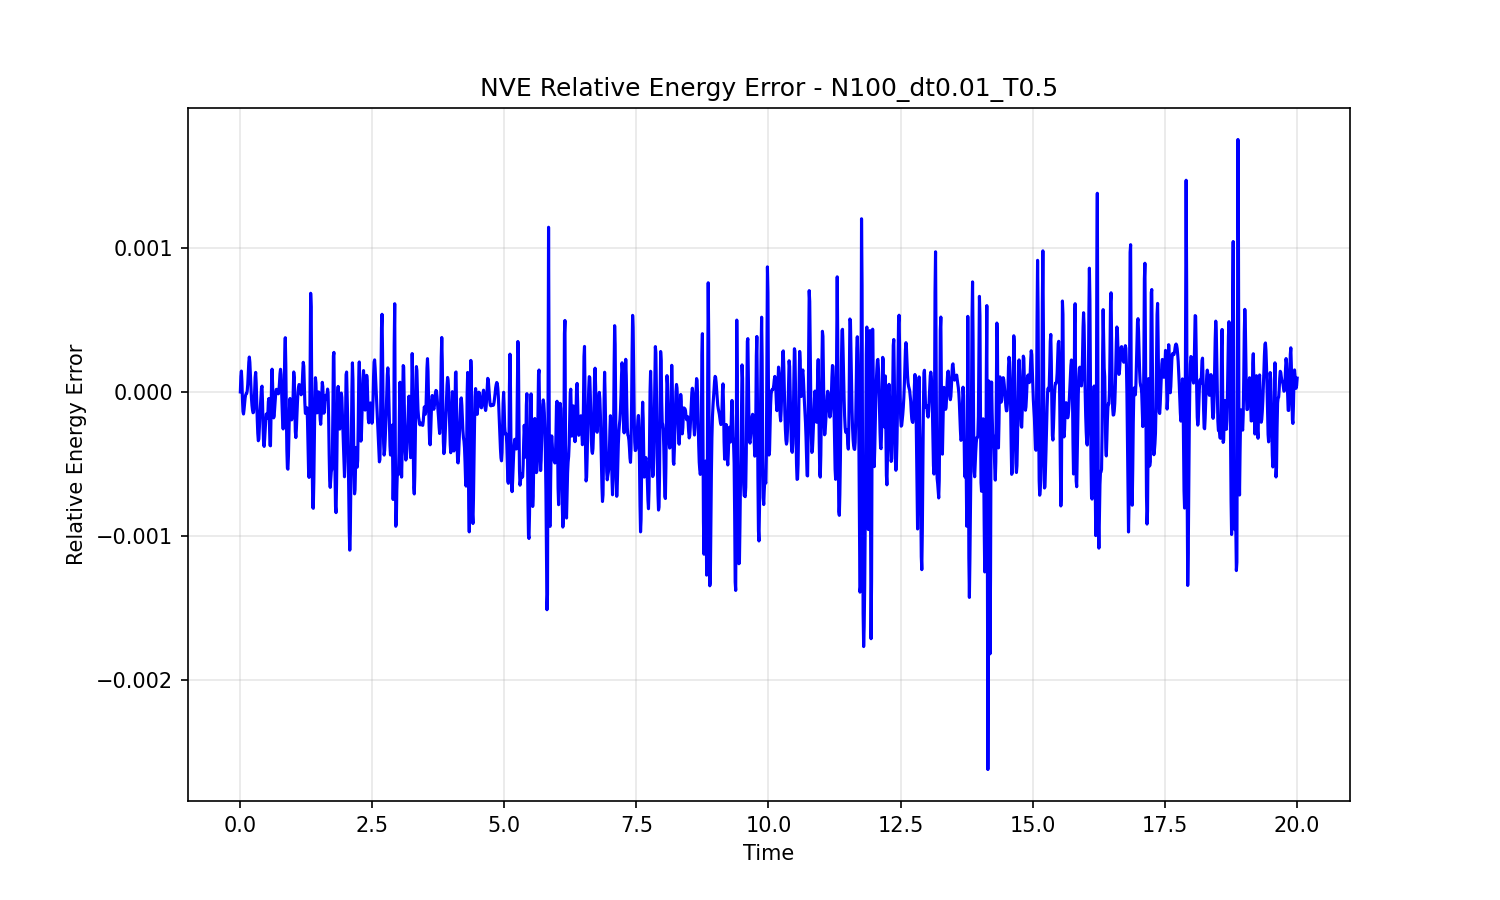 NVE Relative Energy Error - N100_dt0.01_T0.5
Relative Energy Error
0.001
0.000
−0.001
−0.002
0.0 2.5 5.0 7.5 10.0 12.5 15.0 17.5 20.0
Time